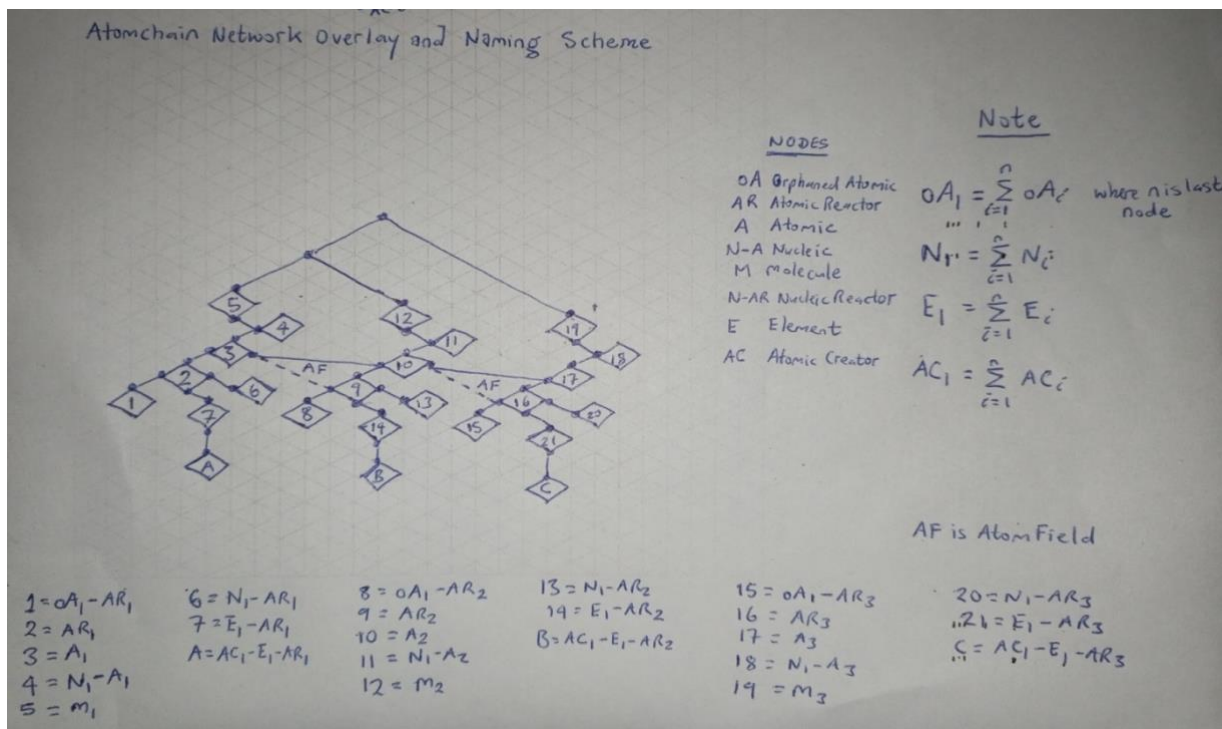 Atomchain Network Overlay and Naming Scheme
Note
NODES
oA Orphaned Atomic
AR Atomic Reactor
A Atomic
N-A Nucleic
M Molecule
N-AR Nucleic Reactor
E Element
AC Atomic Creator
oA₁ = n Σ i=1 oAi where n is last node
N₁ = n Σ i=1 Ni
E₁ = n Σ i=1 Ei
AC₁ = n Σ i=1 ACi
5
12
19
4
11
18
3
10
17
AF
AF
2
9
16
1
6
8
13
15
20
7
14
21
A
B
C
AF is AtomField
1 = oA₁-AR₁
2 = AR₁
3 = A₁
4 = N₁-A₁
5 = M₁
6 = N₁-AR₁
7 = E₁-AR₁
A = AC₁-E₁-AR₁
8 = oA₁-AR₂
9 = AR₂
10 = A₂
11 = N₁-A₂
12 = M₂
13 = N₁-AR₂
14 = E₁-AR₂
B = AC₁-E₁-AR₂
15 = oA₁-AR₃
16 = AR₃
17 = A₃
18 = N₁-A₃
19 = M₃
20 = N₁-AR₃
21 = E₁-AR₃
C = AC₁-E₁-AR₃